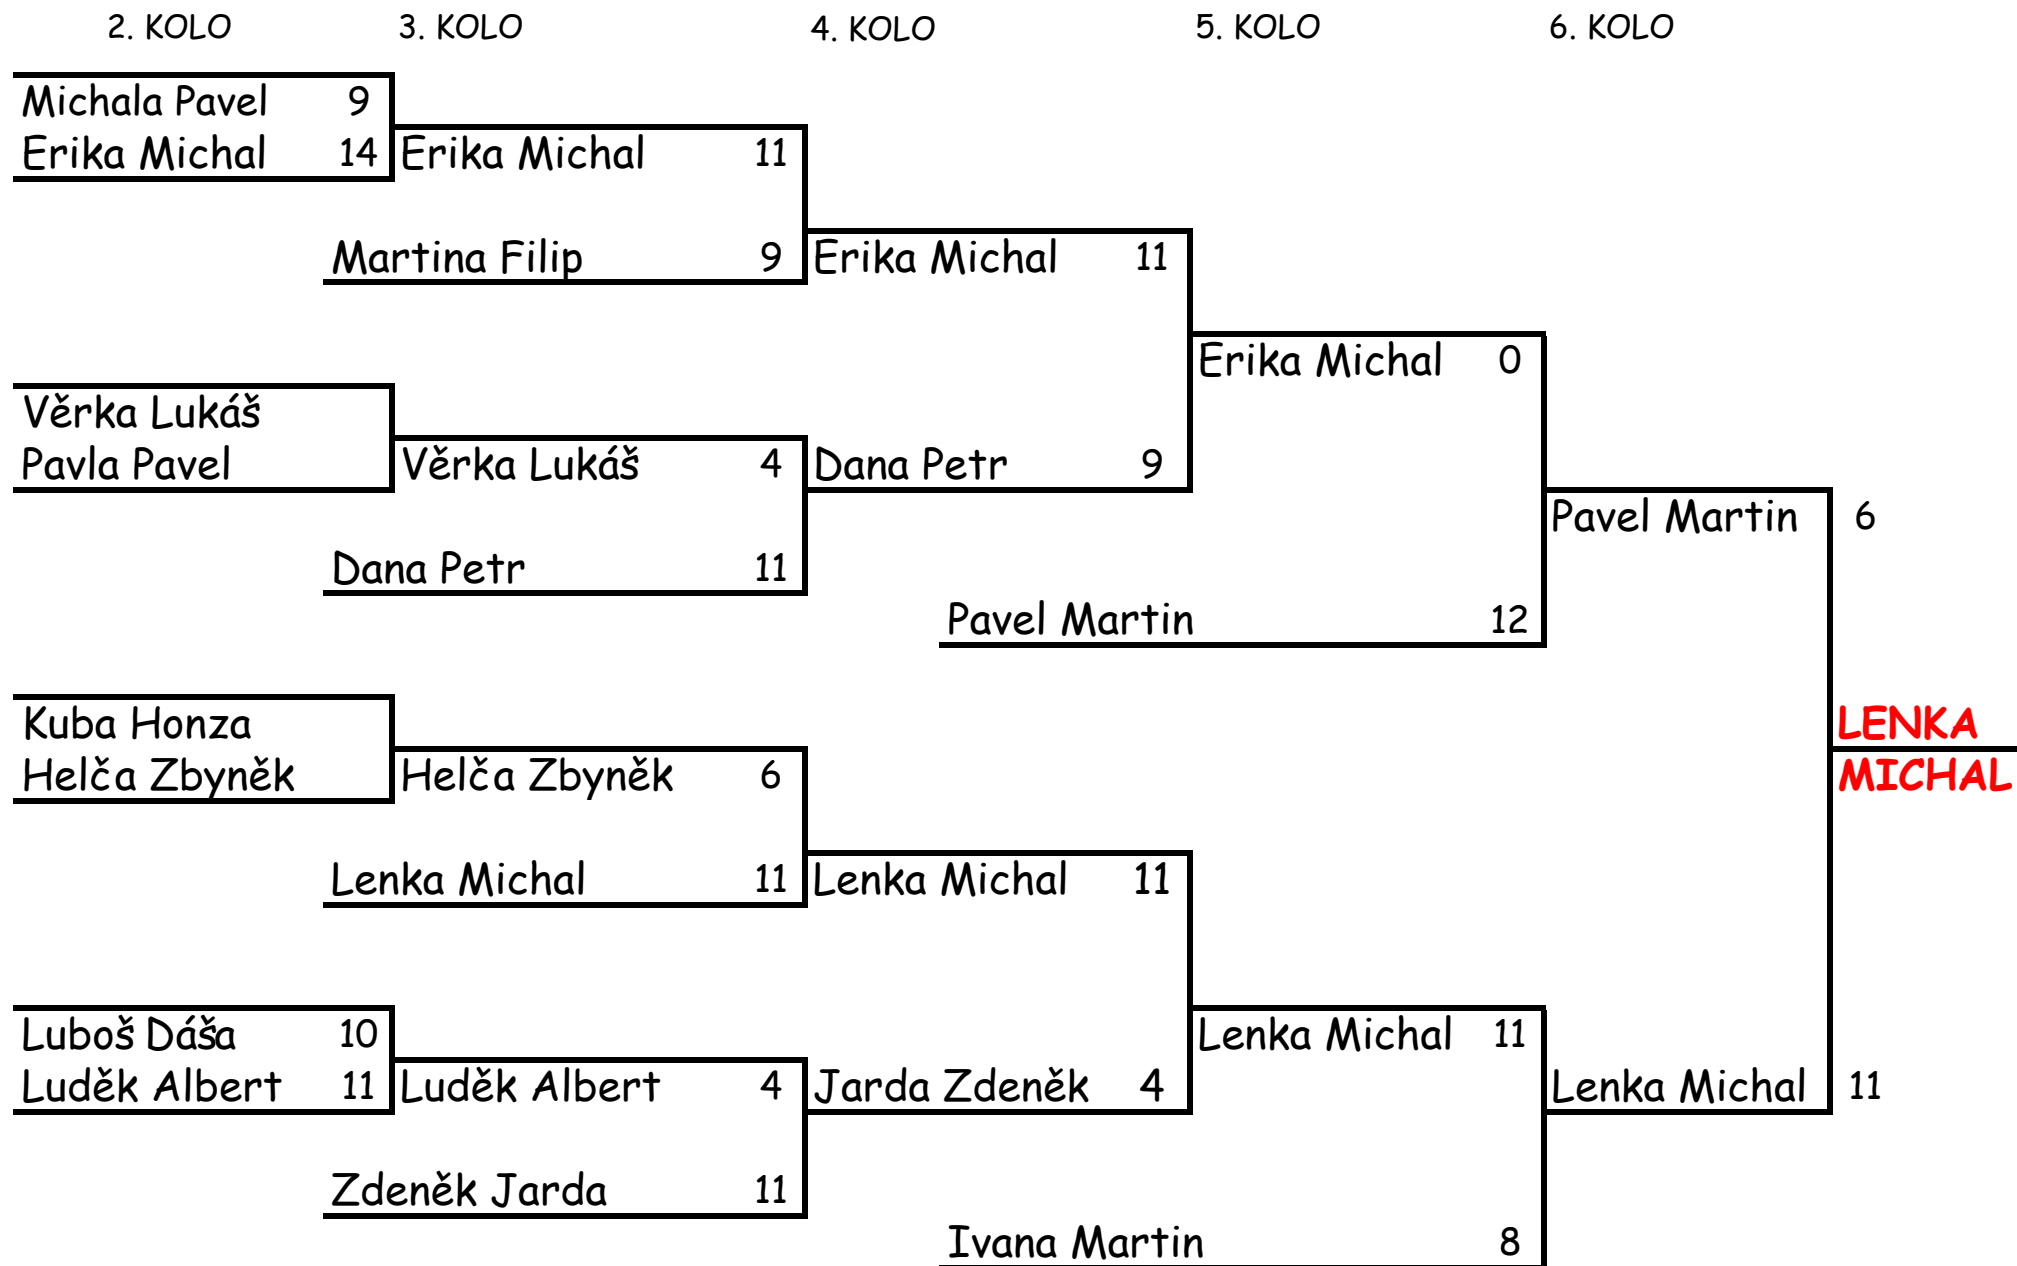 2. KOLO 3. KOLO 4. KOLO 5. KOLO 6. KOLO
Michala Pavel 9
Erika Michal 14 Erika Michal 11
Martina Filip 9 Erika Michal 11
Erika Michal 0
Věrka Lukáš
Pavla Pavel Věrka Lukáš 4 Dana Petr 9
Pavel Martin 6
Dana Petr 11
Pavel Martin 12
Kuba Honza LENKA
Helča Zbyněk Helča Zbyněk 6 MICHAL
Lenka Michal 11 Lenka Michal 11
Luboš Dáša 10 Lenka Michal 11
Luděk Albert 11 Luděk Albert 4 Jarda Zdeněk 4 Lenka Michal 11
Zdeněk Jarda 11
Ivana Martin 8